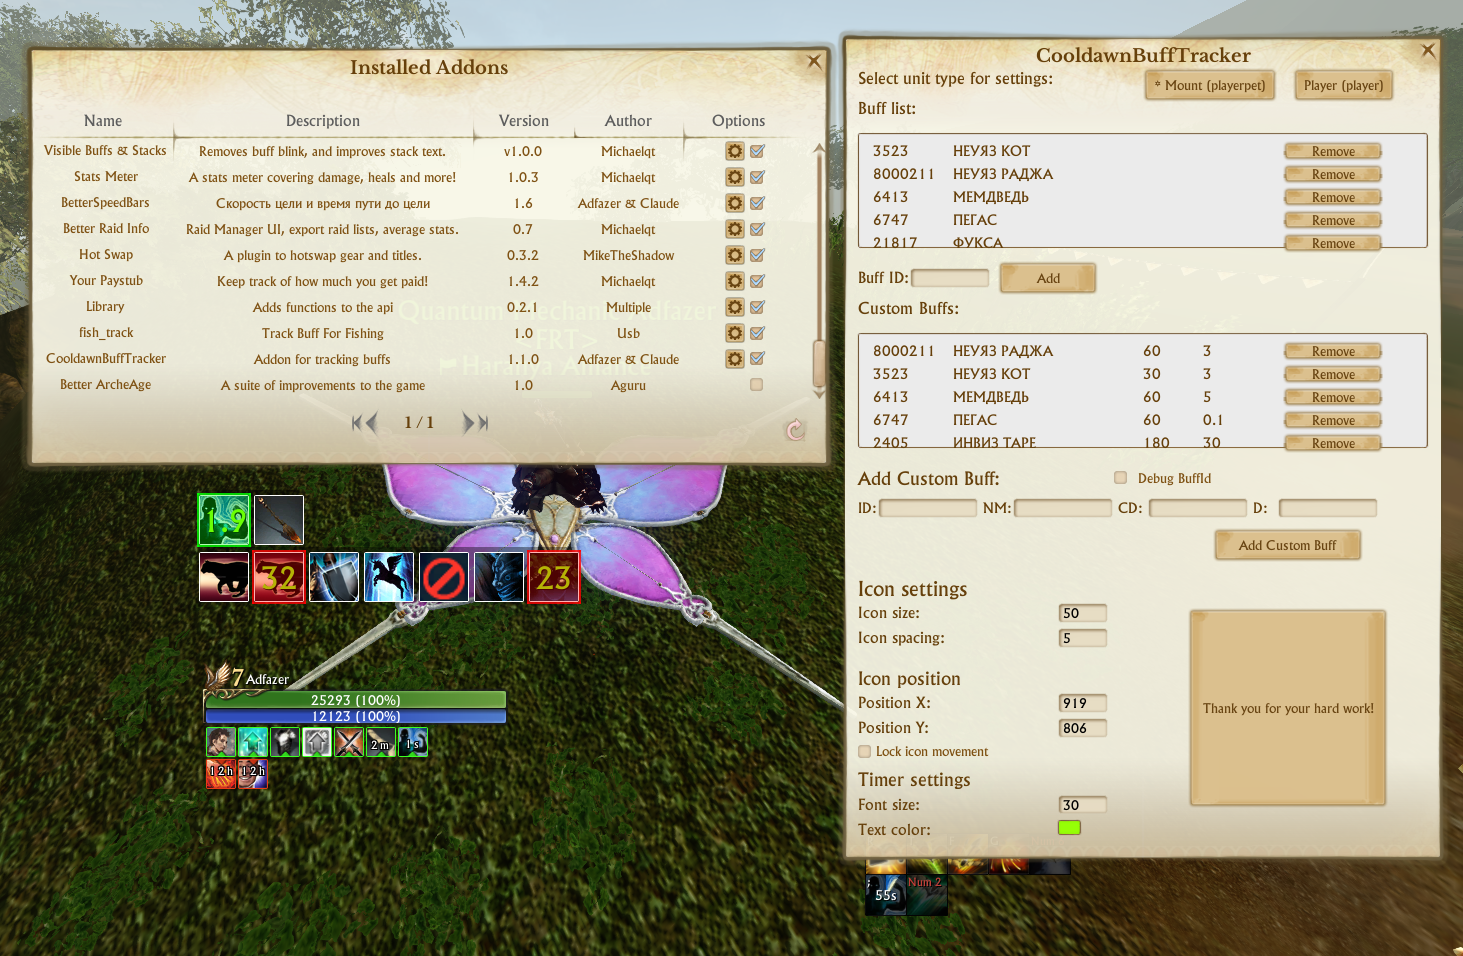 Installed Addons
Name Description Version Author Options
Visible Buffs & Stacks Removes buff blink, and improves stack text. v1.0.0 Michaelqt
Stats Meter A stats meter covering damage, heals and more! 1.0.3 Michaelqt
BetterSpeedBars Скорость цели и время пути до цели 1.6 Adfazer & Claude
Better Raid Info Raid Manager UI, export raid lists, average stats. 0.7 Michaelqt
Hot Swap A plugin to hotswap gear and titles. 0.3.2 MikeTheShadow
Your Paystub Keep track of how much you get paid! 1.4.2 Michaelqt
Library Adds functions to the api 0.2.1 Multiple
fish_track Track Buff For Fishing 1.0 Usb
CooldawnBuffTracker Addon for tracking buffs 1.1.0 Adfazer & Claude
Better ArcheAge A suite of improvements to the game 1.0 Aguru
1 / 1
Quantum Mechanic Adfazer
<FRT>
Haranya Alliance
CooldawnBuffTracker
Select unit type for settings: * Mount (playerpet) Player (player)
Buff list:
3523 НЕУЯЗ КОТ Remove
8000211 НЕУЯЗ РАДЖА Remove
6413 МЕМДВЕДЬ Remove
6747 ПЕГАС Remove
21817 ФУКСА Remove
Buff ID: Add
Custom Buffs:
8000211 НЕУЯЗ РАДЖА 60 3 Remove
3523 НЕУЯЗ КОТ 30 3 Remove
6413 МЕМДВЕДЬ 60 5 Remove
6747 ПЕГАС 60 0.1 Remove
2405 ИНВИЗ ТАРЕ 180 30 Remove
Add Custom Buff: Debug BuffId
ID: NM: CD: D:
Add Custom Buff
Icon settings
Icon size: 50
Icon spacing: 5
Icon position
Position X: 919
Position Y: 806
Lock icon movement
Timer settings
Font size: 30
Text color:
Thank you for your hard work!
1.9
32 23
7 Adfazer
25293 (100%)
12123 (100%)
2 m 1 s
12h 12h
Num 2
55s